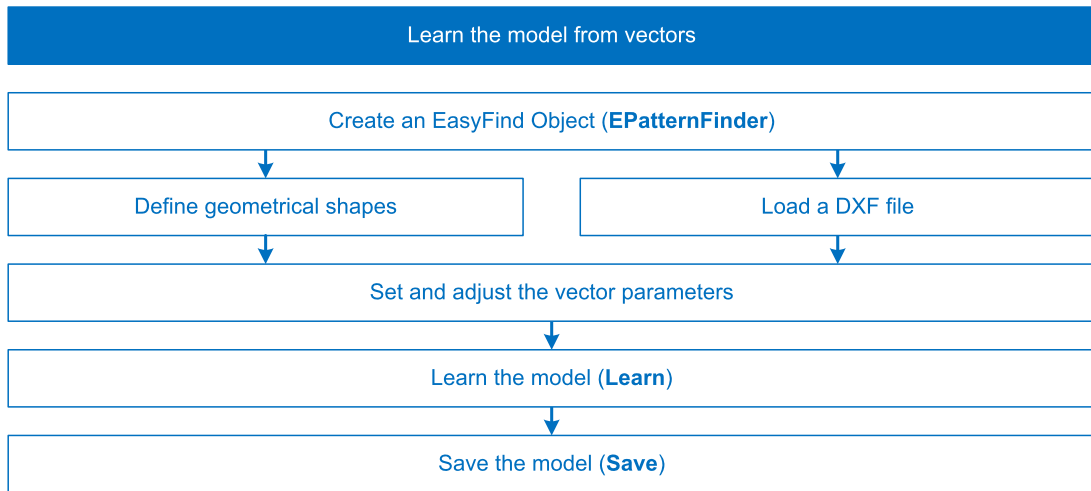 Learn the model from vectors
Create an EasyFind Object (EPatternFinder)
Define geometrical shapes
Load a DXF file
Set and adjust the vector parameters
Learn the model (Learn)
Save the model (Save)